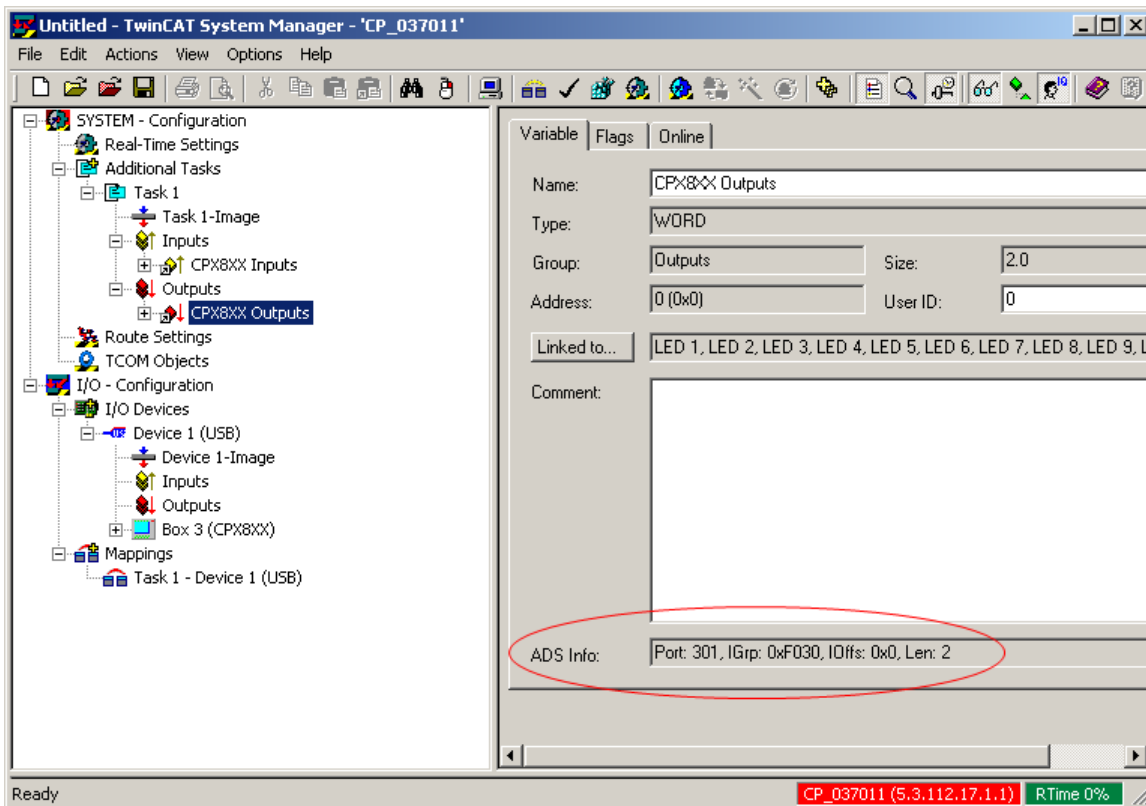 Untitled - TwinCAT System Manager - 'CP_037011'
File Edit Actions View Options Help
SYSTEM - Configuration
Real-Time Settings
Additional Tasks
Task 1
Task 1-Image
Inputs
CPX8XX Inputs
Outputs
CPX8XX Outputs
Route Settings
TCOM Objects
I/O - Configuration
I/O Devices
Device 1 (USB)
Device 1-Image
Inputs
Outputs
Box 3 (CPX8XX)
Mappings
Task 1 - Device 1 (USB)
Variable Flags Online
Name: CPX8XX Outputs
Type: WORD
Group: Outputs Size: 2.0
Address: 0 (0x0) User ID: 0
Linked to... LED 1, LED 2, LED 3, LED 4, LED 5, LED 6, LED 7, LED 8, LED 9, L
Comment:
ADS Info: Port: 301, IGrp: 0xF030, IOffs: 0x0, Len: 2
Ready CP_037011 (5.3.112.17.1.1) RTime 0%